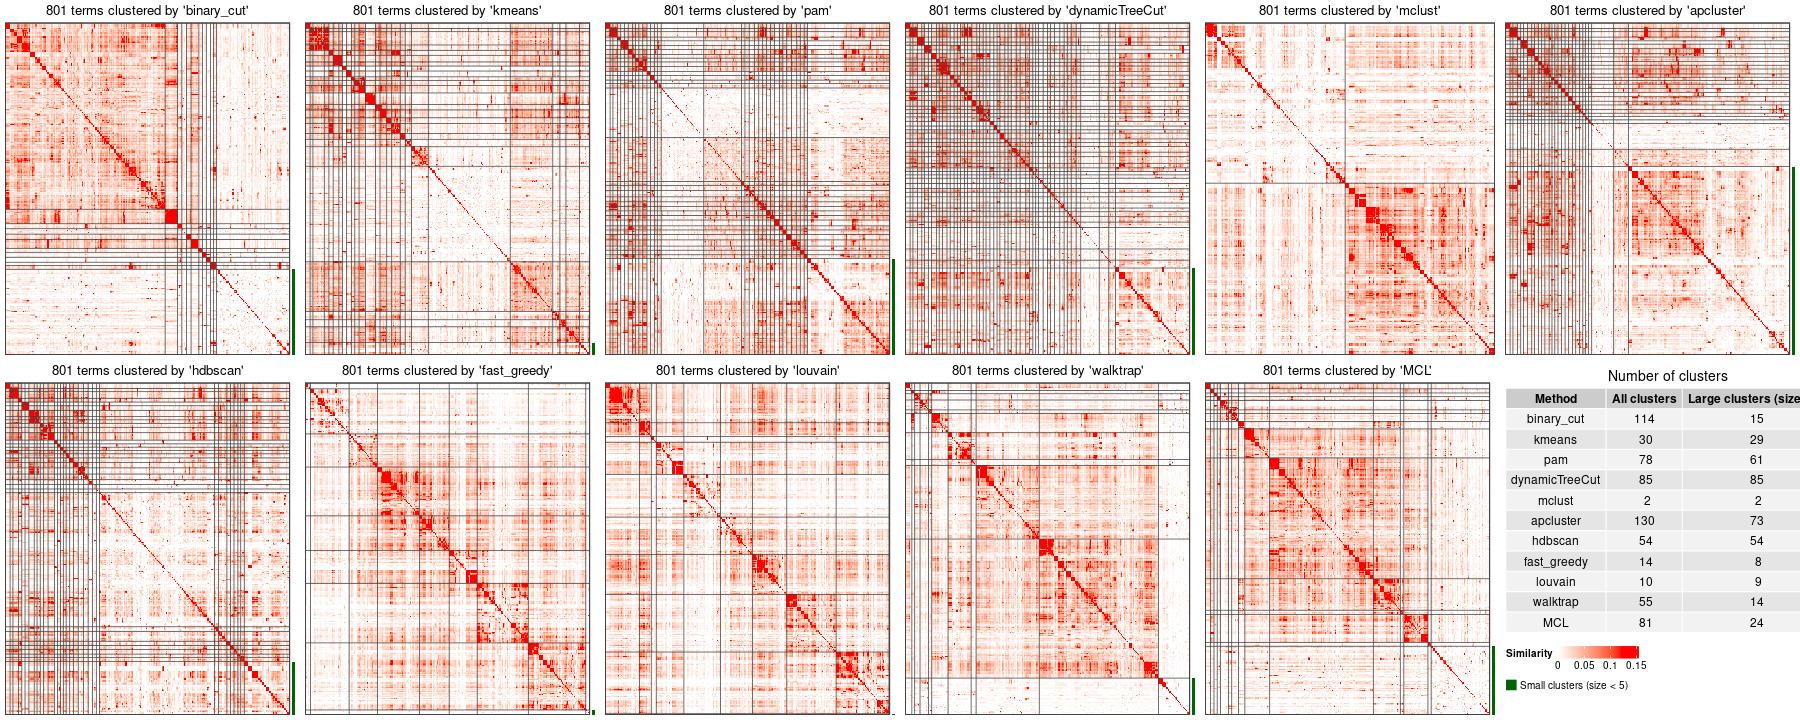 801 terms clustered by 'binary_cut'
801 terms clustered by 'kmeans'
801 terms clustered by 'pam'
801 terms clustered by 'dynamicTreeCut'
801 terms clustered by 'mclust'
801 terms clustered by 'apcluster'
801 terms clustered by 'hdbscan'
801 terms clustered by 'fast_greedy'
801 terms clustered by 'louvain'
801 terms clustered by 'walktrap'
801 terms clustered by 'MCL'
Number of clusters
Method All clusters Large clusters (size
binary_cut 114 15
kmeans 30 29
pam 78 61
dynamicTreeCut 85 85
mclust 2 2
apcluster 130 73
hdbscan 54 54
fast_greedy 14 8
louvain 10 9
walktrap 55 14
MCL 81 24
Similarity
0 0.05 0.1 0.15
Small clusters (size < 5)